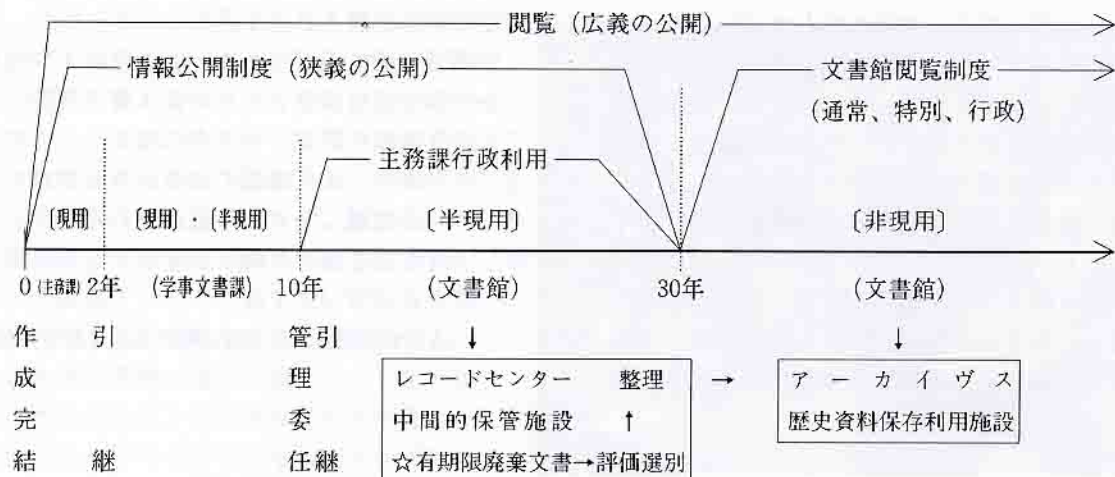 閲覧（広義の公開）
情報公開制度（狭義の公開）
文書館閲覧制度
（通常、特別、行政）
主務課行政利用
〔現用〕 〔現用〕・〔半現用〕 〔半現用〕 〔非現用〕
0 (主務課) 2年 (学事文書課) 10年 (文書館) 30年 (文書館)
作成完結
引継
管理委任
引継
↓
レコードセンター 整理
中間的保管施設 ↑
☆有期限廃棄文書→評価選別
→
↓
アーカイヴス
歴史資料保存利用施設